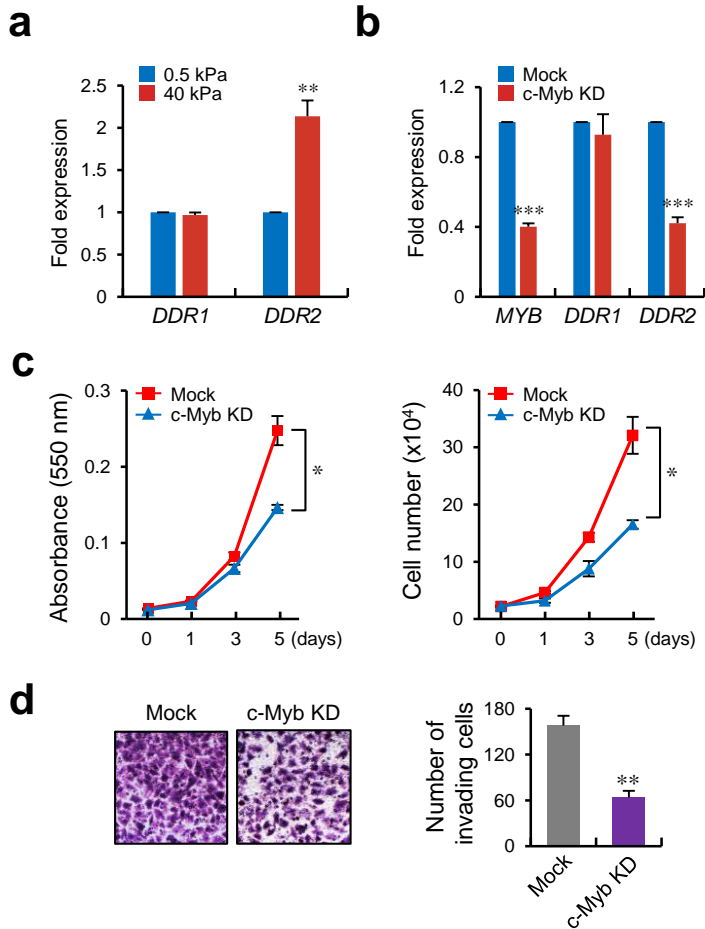 a
0.5 kPa
40 kPa
Fold expression
2.5
2
1.5
1
0.5
0
**
DDR1 DDR2
b
Mock
c-Myb KD
Fold expression
1.2
0.8
0.4
0
*** ***
MYB DDR1 DDR2
c
Mock
c-Myb KD
Absorbance (550 nm)
0.3
0.2
0.1
0
*
0 1 3 5 (days)
Mock
c-Myb KD
Cell number (x10⁴)
40
30
20
10
0
*
0 1 3 5 (days)
d
Mock c-Myb KD
Number of
invading cells
180
120
60
0
**
Mock
c-Myb KD